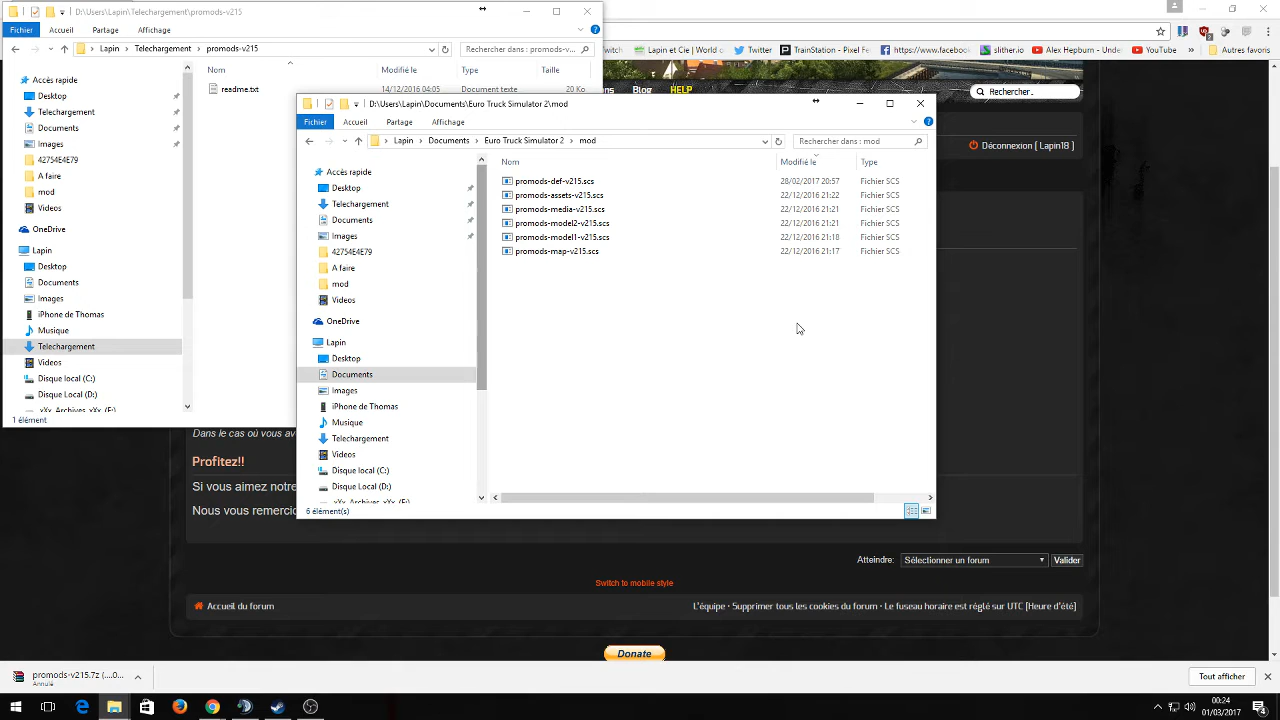 D:\Users\Lapin\Telechargement\promods-v215
Fichier Accueil Partage Affichage
Lapin Telechargement promods-v215
Rechercher dans : promods-v...
Accès rapide
Desktop
Telechargement
Documents
Images
42754E4E79
A faire
mod
Videos
OneDrive
Lapin
Desktop
Documents
Images
iPhone de Thomas
Musique
Telechargement
Videos
Disque local (C:)
Disque Local (D:)
1 élément
Nom Modifié le Type Taille
readme.txt 14/12/2016 04:05 Document texte 20 Ko
D:\Users\Lapin\Documents\Euro Truck Simulator 2\mod
Fichier Accueil Partage Affichage
Lapin Documents Euro Truck Simulator 2 mod
Rechercher dans : mod
Accès rapide
Desktop
Telechargement
Documents
Images
42754E4E79
A faire
mod
Videos
OneDrive
Lapin
Desktop
Documents
Images
iPhone de Thomas
Musique
Telechargement
Videos
Disque local (C:)
Disque Local (D:)
Nom Modifié le Type
promods-def-v215.scs 28/02/2017 20:57 Fichier SCS
promods-assets-v215.scs 22/12/2016 21:22 Fichier SCS
promods-media-v215.scs 22/12/2016 21:21 Fichier SCS
promods-model2-v215.scs 22/12/2016 21:21 Fichier SCS
promods-model1-v215.scs 22/12/2016 21:18 Fichier SCS
promods-map-v215.scs 22/12/2016 21:17 Fichier SCS
6 élément(s)
witch Lapin et Cie | World o Twitter TrainStation - Pixel Fe https://www.faceboo slither.io Alex Hepburn - Unde YouTube » Autres favoris
Blog HELP
Rechercher..
Déconnexion [ Lapin18 ]
Dans le cas où vous av
Profitez!!
Si vous aimez notre
Nous vous remercio
Atteindre: Sélectionner un forum Valider
Switch to mobile style
Accueil du forum
L'équipe • Supprimer tous les cookies du forum • Le fuseau horaire est réglé sur UTC [Heure d'été]
Donate
promods-v215.7z (....0...
Annulé
Tout afficher
00:24
01/03/2017
4